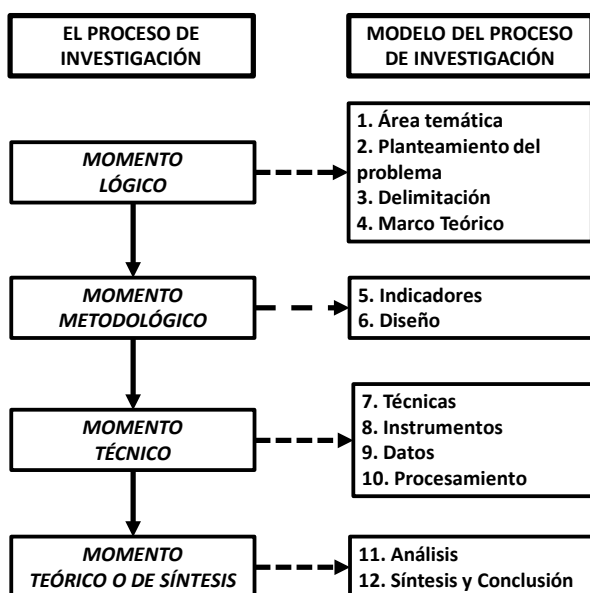 EL PROCESO DE
INVESTIGACIÓN
MODELO DEL PROCESO
DE INVESTIGACIÓN
MOMENTO
LÓGICO
1. Área temática
2. Planteamiento del
problema
3. Delimitación
4. Marco Teórico
MOMENTO
METODOLÓGICO
5. Indicadores
6. Diseño
MOMENTO
TÉCNICO
7. Técnicas
8. Instrumentos
9. Datos
10. Procesamiento
MOMENTO
TEÓRICO O DE SÍNTESIS
11. Análisis
12. Síntesis y Conclusión